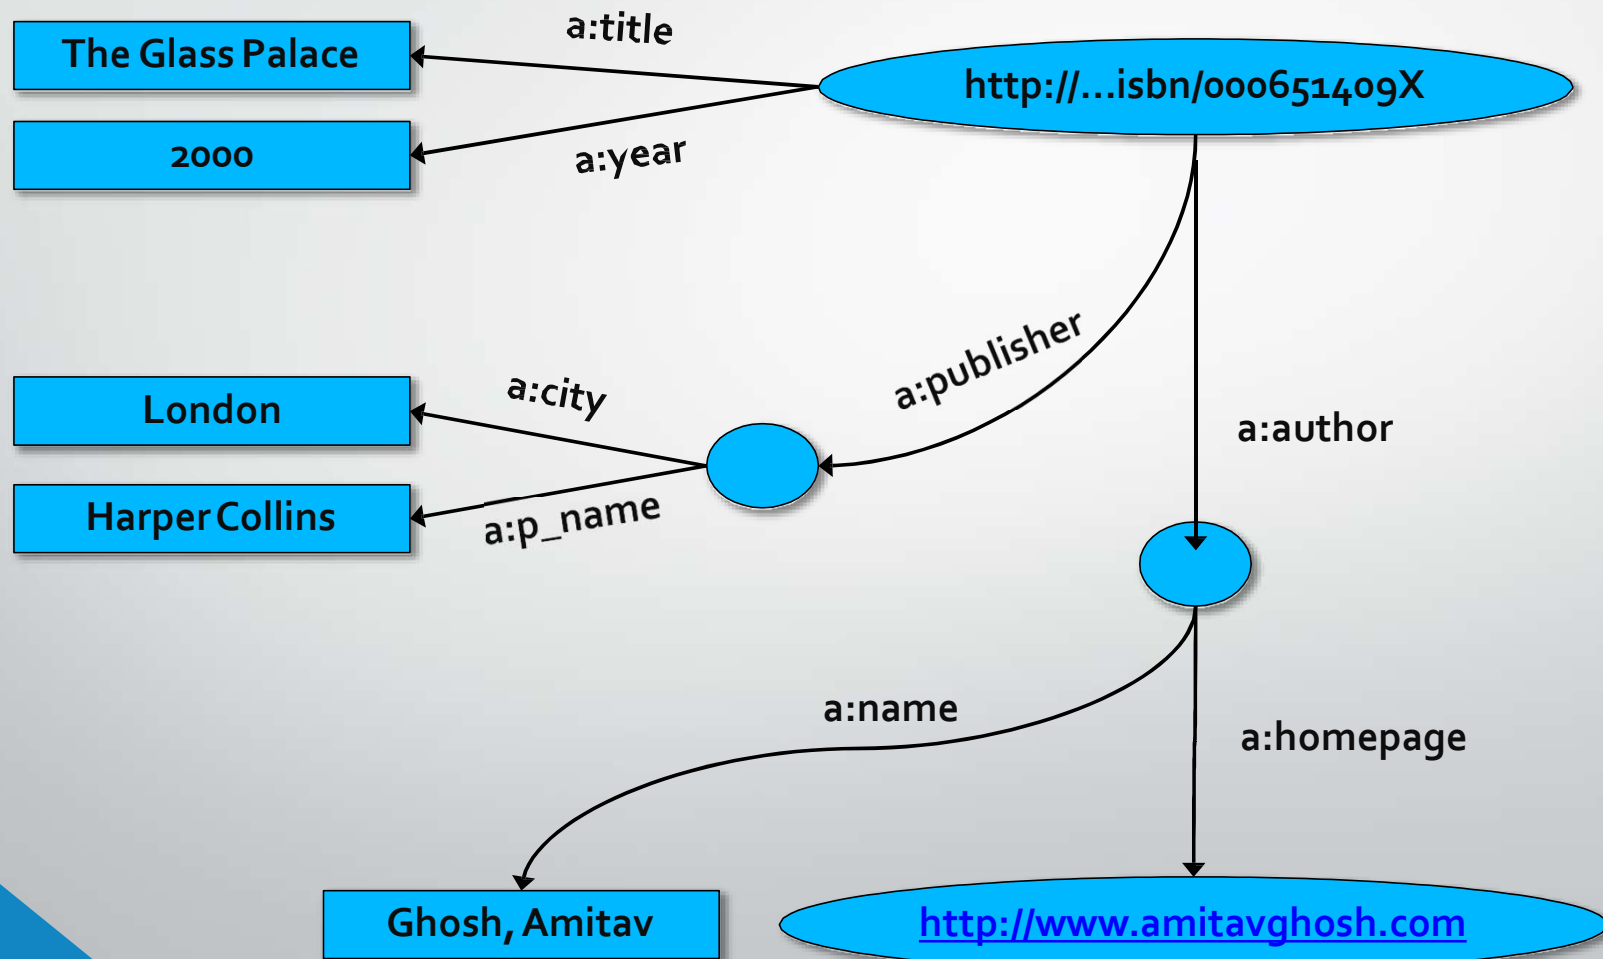 a:title
The Glass Palace
http://...isbn/000651409X
2000
a:year
a:publisher
a:city
London
a:author
Harper Collins
a:p_name
a:name
a:homepage
Ghosh, Amitav
http://www.amitavghosh.com